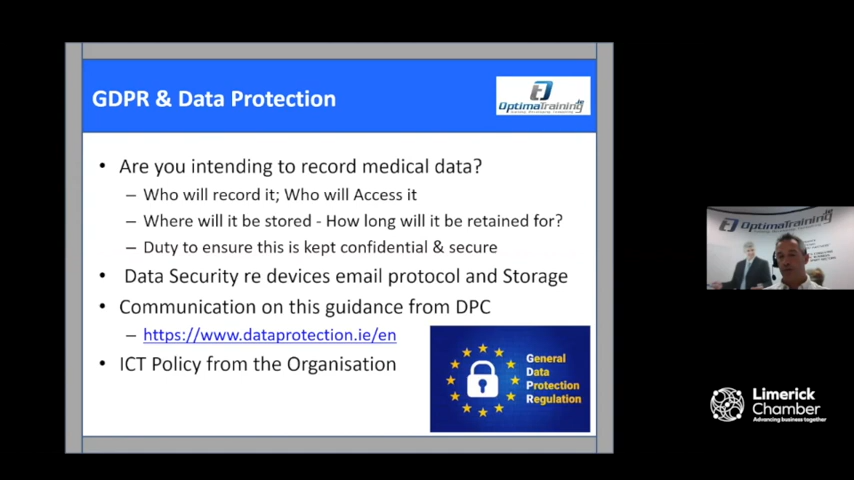 GDPR & Data Protection
OptimaTraining.ie
• Are you intending to record medical data?
– Who will record it; Who will Access it
– Where will it be stored - How long will it be retained for?
– Duty to ensure this is kept confidential & secure
• Data Security re devices email protocol and Storage
• Communication on this guidance from DPC
– https://www.dataprotection.ie/en
• ICT Policy from the Organisation
General
Data
Protection
Regulation
OptimaTraining
Limerick
Chamber
Advancing business together